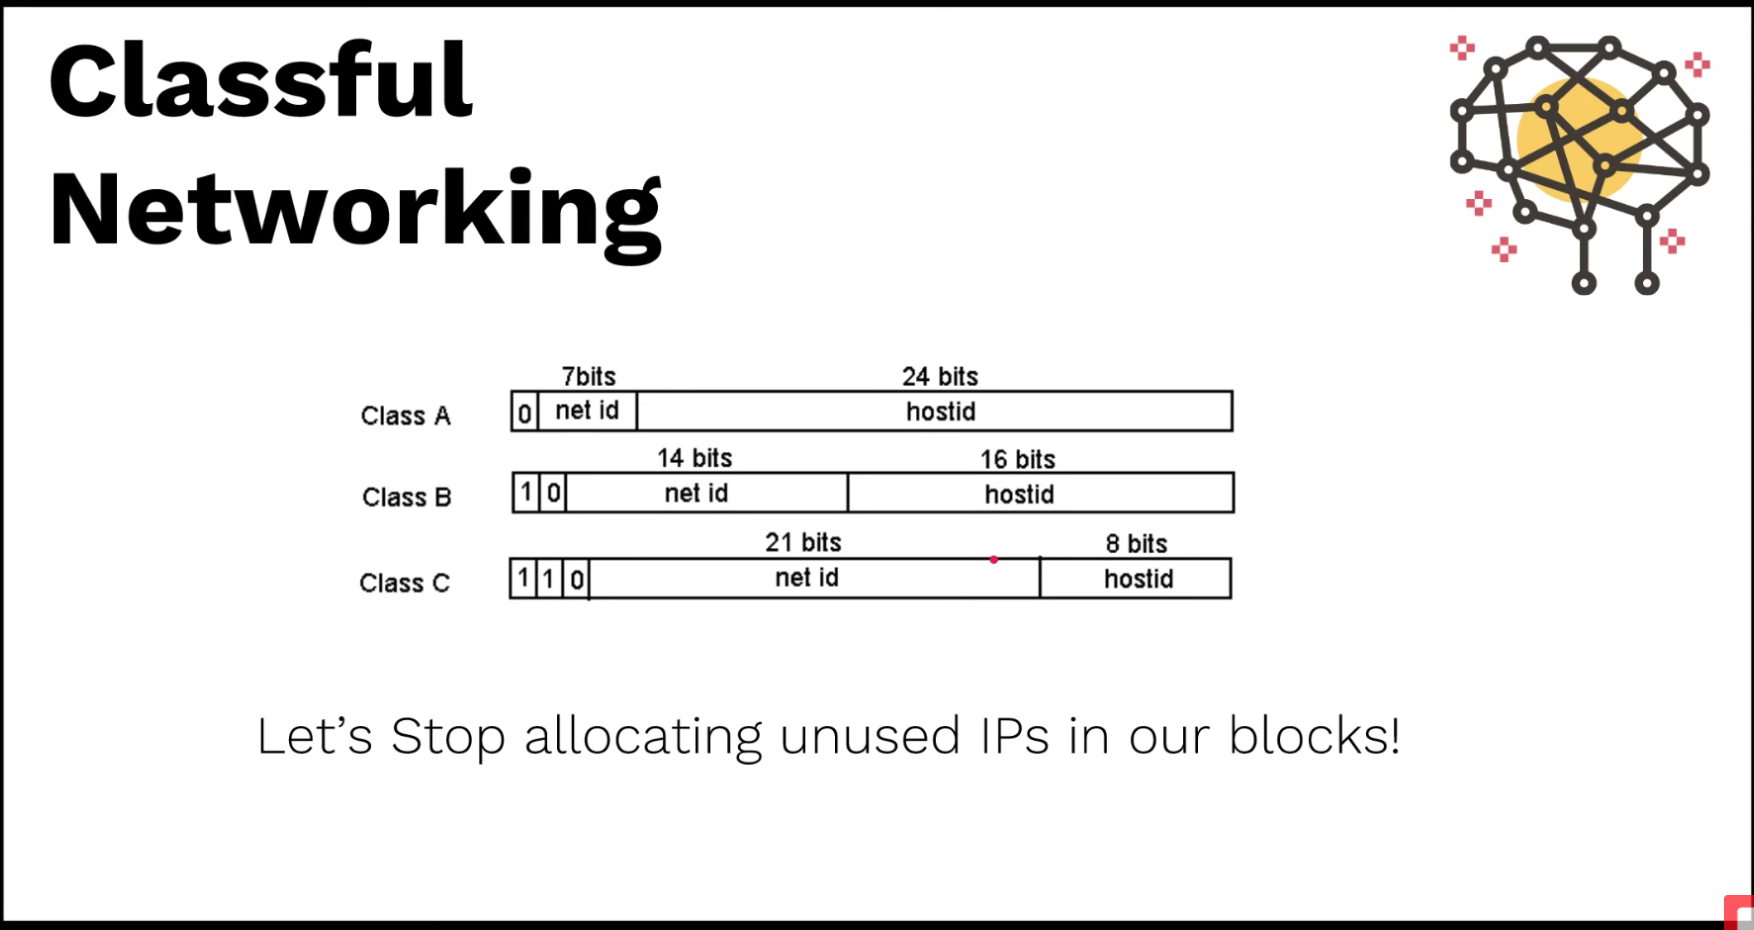 Classful
Networking
7bits 24 bits
Class A 0 net id hostid
14 bits 16 bits
Class B 1 0 net id hostid
21 bits 8 bits
Class C 1 1 0 net id hostid
Let’s Stop allocating unused IPs in our blocks!